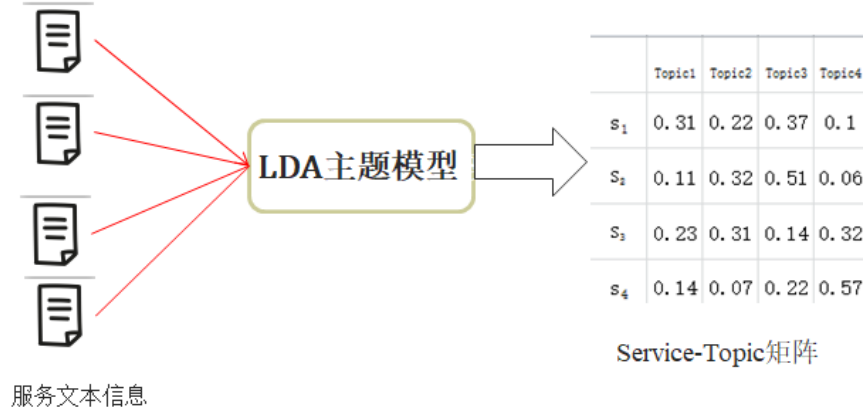 Topic1 Topic2 Topic3 Topic4
s₁ 0.31 0.22 0.37 0.1
s₂ 0.11 0.32 0.51 0.06
s₃ 0.23 0.31 0.14 0.32
s₄ 0.14 0.07 0.22 0.57
LDA主题模型
Service-Topic矩阵
服务文本信息